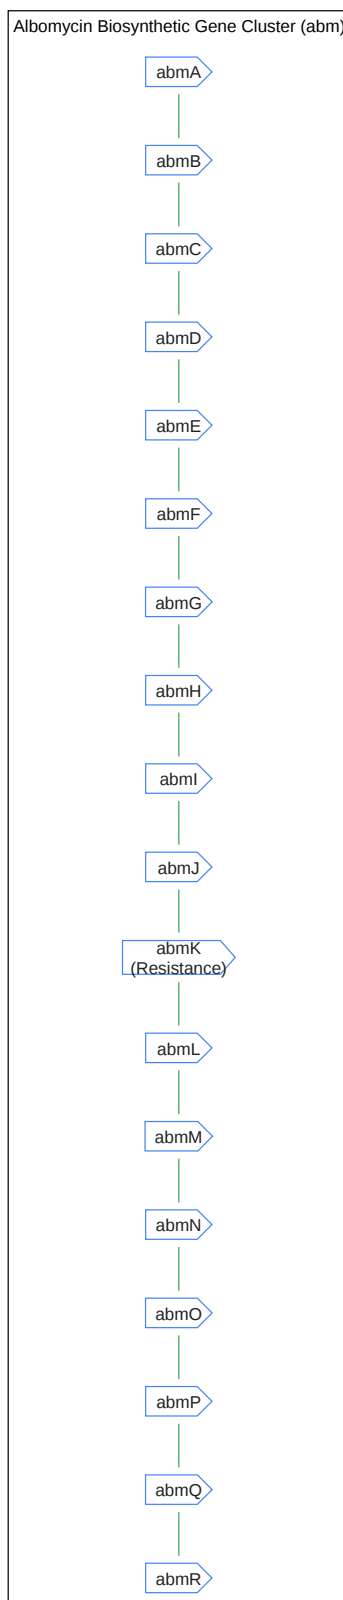 Albomycin Biosynthetic Gene Cluster (abm)
abmA
abmB
abmC
abmD
abmE
abmF
abmG
abmH
abmI
abmJ
abmK
(Resistance)
abmL
abmM
abmN
abmO
abmP
abmQ
abmR